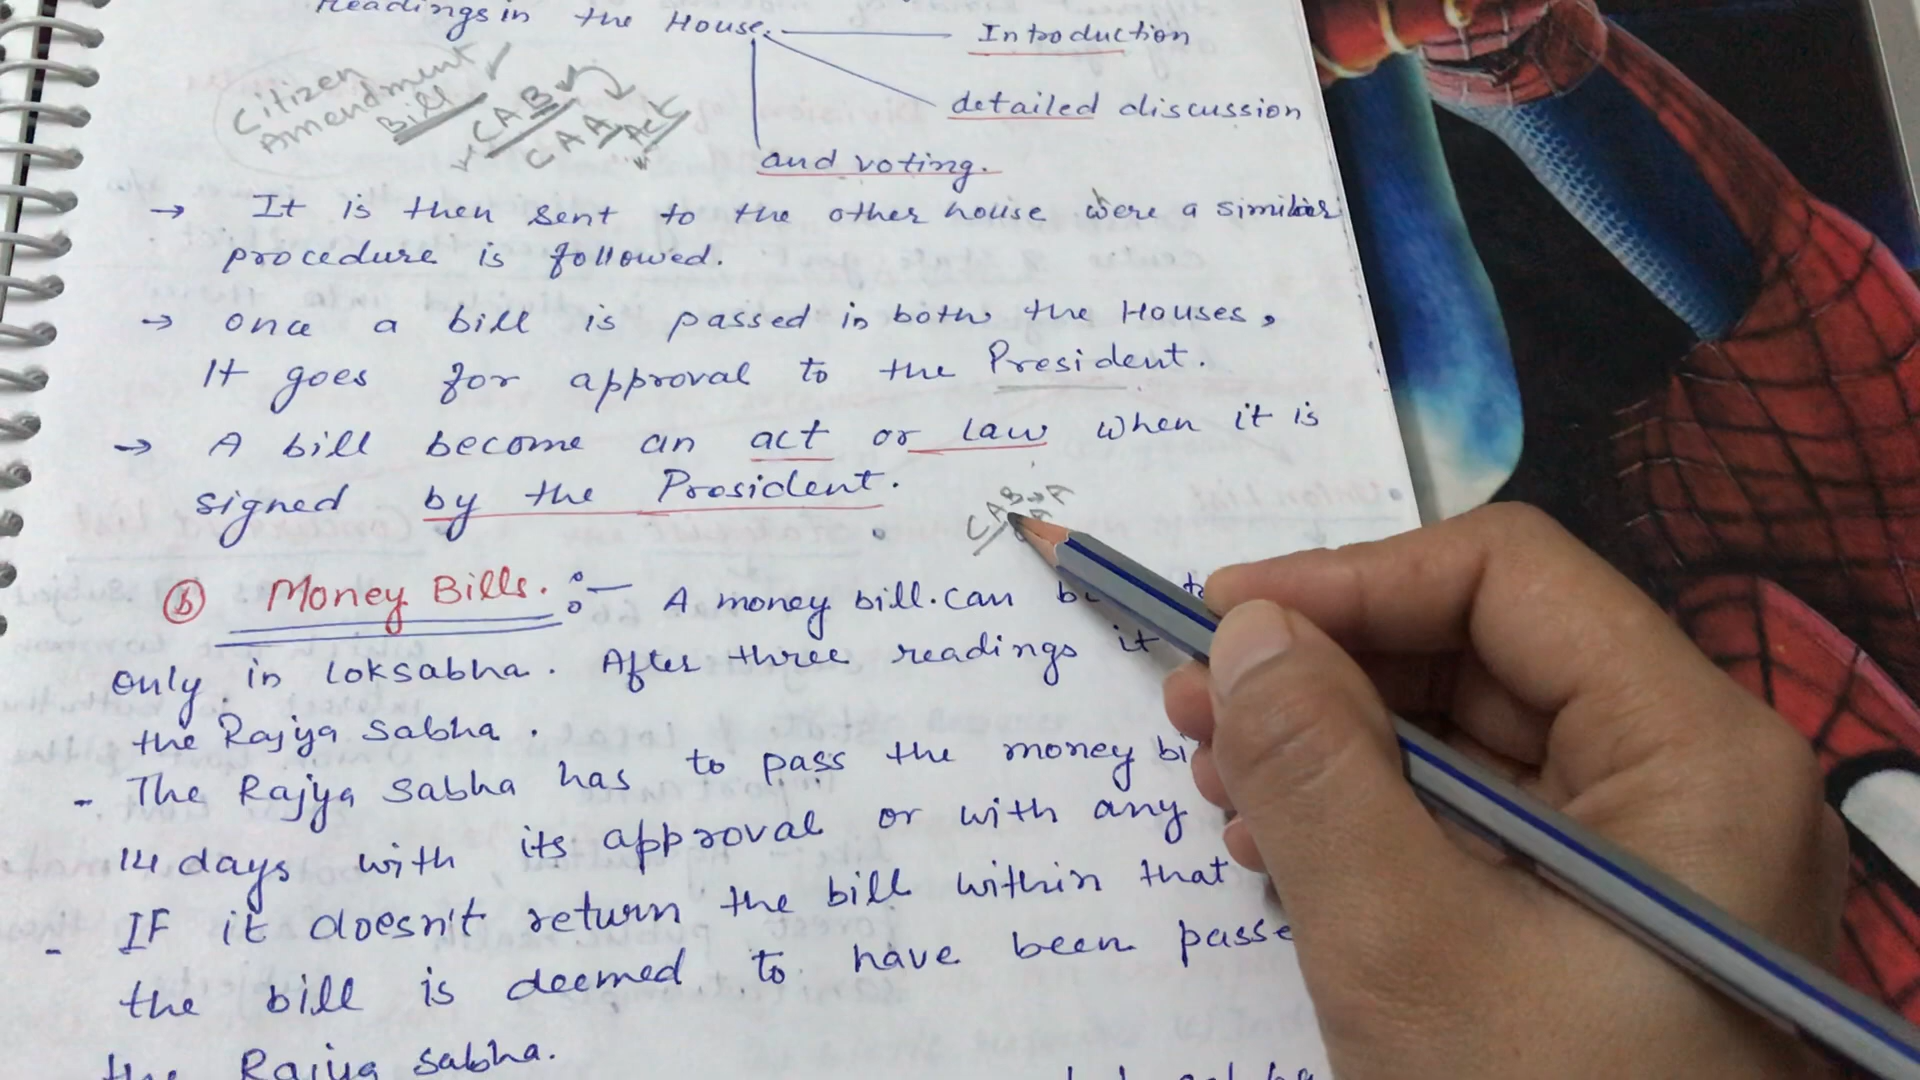 Readings in the House. Introduction
Citizen
Amendment
Bill
CAB
CAA
Act
detailed discussion
and voting.
→ It is then sent to the other house were a similar
procedure is followed.
→ Once a bill is passed in both the Houses,
It goes for approval to the President.
→ A bill become an act or law when it is
signed by the President.
CAB→A
(b) Money Bills. :- A money bill. can
only in loksabha. After three readings it
the Rajya Sabha.
- The Rajya Sabha has to pass the money
14 days with its approval or with any
- IF it doesn't return the bill within that
the bill is deemed to have been passe
the Rajya Sabha.